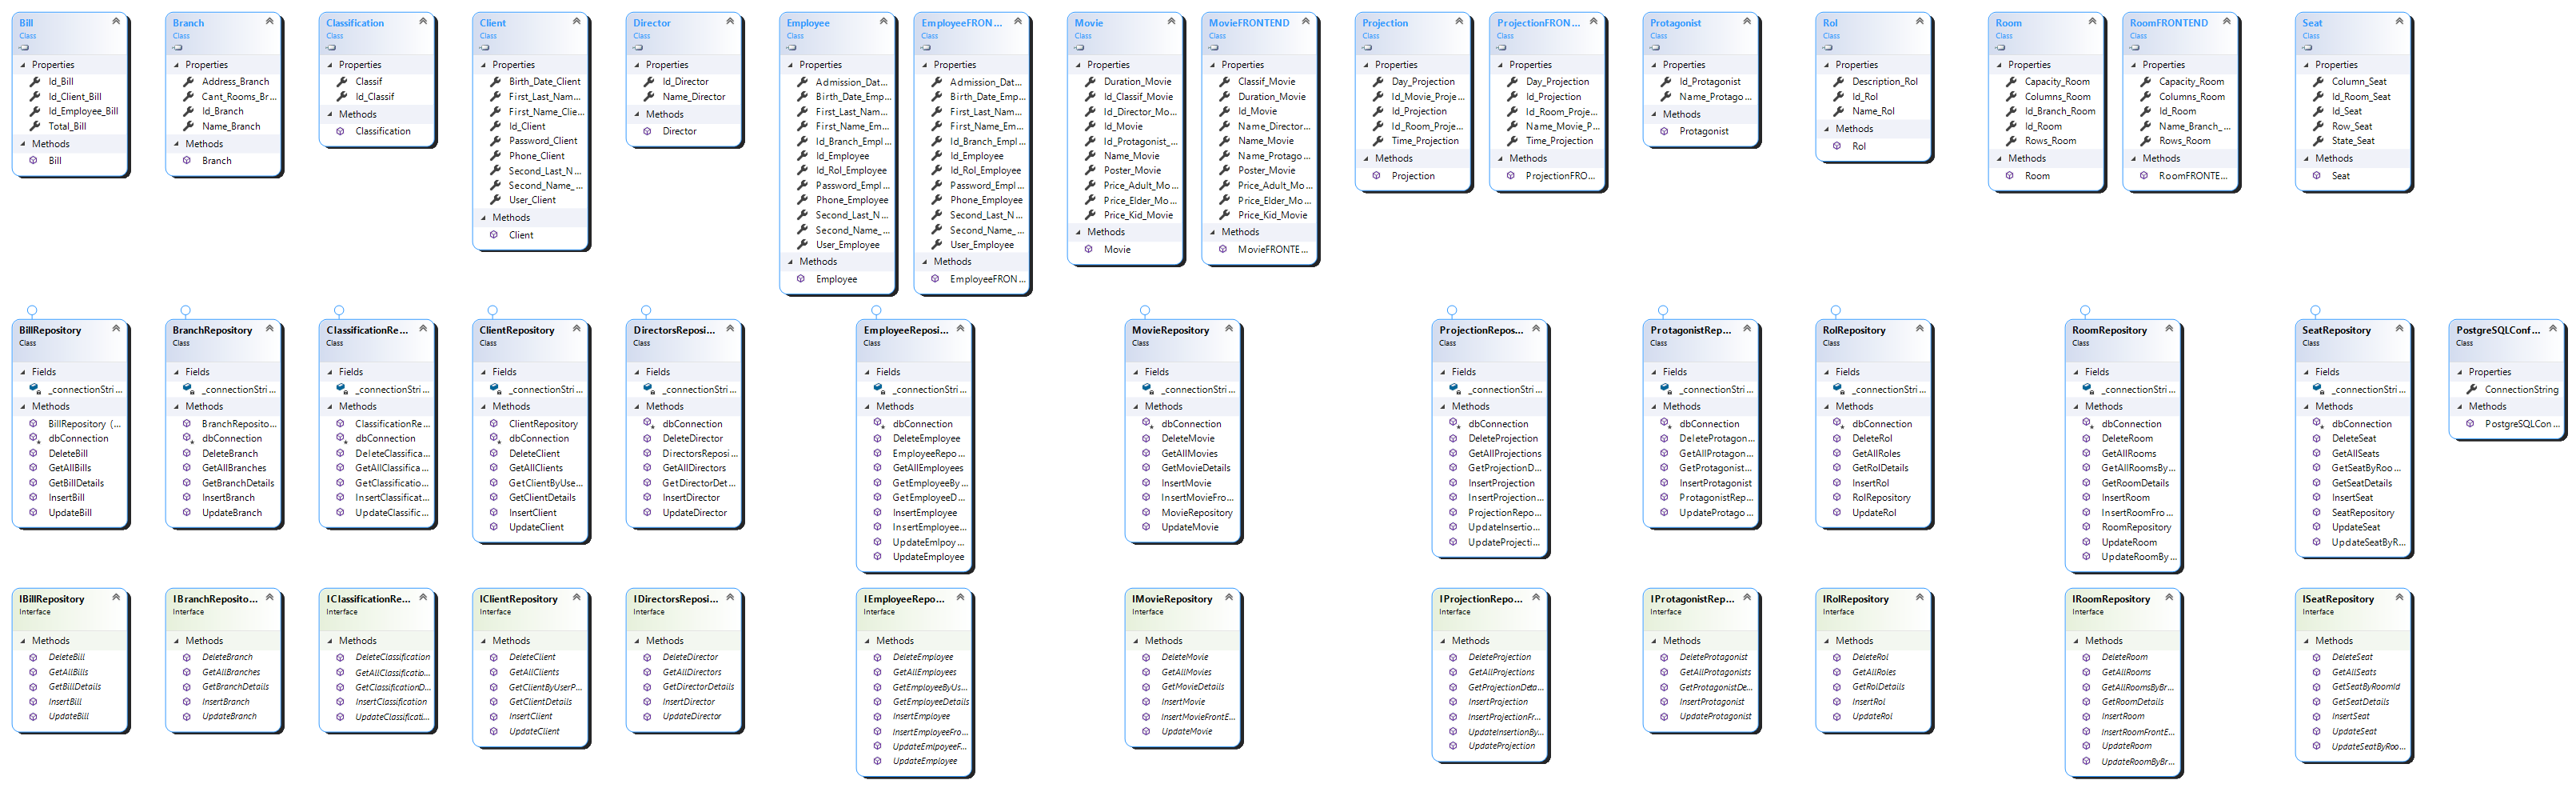 Bill
Class
Properties
Id_Bill
Id_Client_Bill
Id_Employee_Bill
Total_Bill
Methods
Bill
Branch
Class
Properties
Address_Branch
Cant_Rooms_Br...
Id_Branch
Name_Branch
Methods
Branch
Classification
Class
Properties
Classif
Id_Classif
Methods
Classification
Client
Class
Properties
Birth_Date_Client
First_Last_Nam...
First_Name_Clie...
Id_Client
Password_Client
Phone_Client
Second_Last_N...
Second_Name_...
User_Client
Methods
Client
Director
Class
Properties
Id_Director
Name_Director
Methods
Director
Employee
Class
Properties
Admission_Dat...
Birth_Date_Emp...
First_Last_Nam...
First_Name_Em...
Id_Branch_Empl...
Id_Employee
Id_Rol_Employee
Password_Empl...
Phone_Employee
Second_Last_N...
Second_Name_...
User_Employee
Methods
Employee
EmployeeFRON...
Class
Properties
Admission_Dat...
Birth_Date_Emp...
First_Last_Nam...
First_Name_Em...
Id_Branch_Empl...
Id_Employee
Id_Rol_Employee
Password_Empl...
Phone_Employee
Second_Last_N...
Second_Name_...
User_Employee
Methods
EmployeeFRON...
Movie
Class
Properties
Duration_Movie
Id_Classif_Movie
Id_Director_Mo...
Id_Movie
Id_Protagonist_...
Name_Movie
Poster_Movie
Price_Adult_Mo...
Price_Elder_Mo...
Price_Kid_Movie
Methods
Movie
MovieFRONTEND
Class
Properties
Classif_Movie
Duration_Movie
Id_Movie
Name_Director...
Name_Movie
Name_Protago...
Poster_Movie
Price_Adult_Mo...
Price_Elder_Mo...
Price_Kid_Movie
Methods
MovieFRONTE...
Projection
Class
Properties
Day_Projection
Id_Movie_Proje...
Id_Projection
Id_Room_Proje...
Time_Projection
Methods
Projection
ProjectionFRON...
Class
Properties
Day_Projection
Id_Projection
Id_Room_Proje...
Name_Movie_P...
Time_Projection
Methods
ProjectionFRO...
Protagonist
Class
Properties
Id_Protagonist
Name_Protago...
Methods
Protagonist
Rol
Class
Properties
Description_Rol
Id_Rol
Name_Rol
Methods
Rol
Room
Class
Properties
Capacity_Room
Columns_Room
Id_Branch_Room
Id_Room
Rows_Room
Methods
Room
RoomFRONTEND
Class
Properties
Capacity_Room
Columns_Room
Id_Room
Name_Branch_...
Rows_Room
Methods
RoomFRONTE...
Seat
Class
Properties
Column_Seat
Id_Room_Seat
Id_Seat
Row_Seat
State_Seat
Methods
Seat
BillRepository
Class
Fields
_connectionStri...
Methods
BillRepository (...
dbConnection
DeleteBill
GetAllBills
GetBillDetails
InsertBill
UpdateBill
BranchRepository
Class
Fields
_connectionStri...
Methods
BranchReposito...
dbConnection
DeleteBranch
GetAllBranches
GetBranchDetails
InsertBranch
UpdateBranch
ClassificationRe...
Class
Fields
_connectionStri...
Methods
ClassificationRe...
dbConnection
DeleteClassifica...
GetAllClassifica...
GetClassificatio...
InsertClassificat...
UpdateClassific...
ClientRepository
Class
Fields
_connectionStri...
Methods
ClientRepository
dbConnection
DeleteClient
GetAllClients
GetClientByUse...
GetClientDetails
InsertClient
UpdateClient
DirectorsReposi...
Class
Fields
_connectionStri...
Methods
dbConnection
DeleteDirector
DirectorsReposi...
GetAllDirectors
GetDirectorDet...
InsertDirector
UpdateDirector
EmployeeReposi...
Class
Fields
_connectionStri...
Methods
dbConnection
DeleteEmployee
EmployeeRepo...
GetAllEmployees
GetEmployeeBy...
GetEmployeeD...
InsertEmployee
InsertEmployee...
UpdateEmlpoy...
UpdateEmployee
MovieRepository
Class
Fields
_connectionStri...
Methods
dbConnection
DeleteMovie
GetAllMovies
GetMovieDetails
InsertMovie
InsertMovieFro...
MovieRepository
UpdateMovie
ProjectionRepos...
Class
Fields
_connectionStri...
Methods
dbConnection
DeleteProjection
GetAllProjections
GetProjectionD...
InsertProjection
InsertProjection...
ProjectionRepo...
UpdateInsertio...
UpdateProjecti...
ProtagonistRep...
Class
Fields
_connectionStri...
Methods
dbConnection
DeleteProtagon...
GetAllProtagon...
GetProtagonist...
InsertProtagonist
ProtagonistRep...
UpdateProtago...
RolRepository
Class
Fields
_connectionStri...
Methods
dbConnection
DeleteRol
GetAllRoles
GetRolDetails
InsertRol
RolRepository
UpdateRol
RoomRepository
Class
Fields
_connectionStri...
Methods
dbConnection
DeleteRoom
GetAllRooms
GetAllRoomsBy...
GetRoomDetails
InsertRoom
InsertRoomFro...
RoomRepository
UpdateRoom
UpdateRoomBy...
SeatRepository
Class
Fields
_connectionStri...
Methods
dbConnection
DeleteSeat
GetAllSeats
GetSeatByRoo...
GetSeatDetails
InsertSeat
SeatRepository
UpdateSeat
UpdateSeatByR...
PostgreSQLConf...
Class
Properties
ConnectionString
Methods
PostgreSQLCon...
IBillRepository
Interface
Methods
DeleteBill
GetAllBills
GetBillDetails
InsertBill
UpdateBill
IBranchReposito...
Interface
Methods
DeleteBranch
GetAllBranches
GetBranchDetails
InsertBranch
UpdateBranch
IClassificationRe...
Interface
Methods
DeleteClassification
GetAllClassificatio...
GetClassificationD...
InsertClassification
UpdateClassificati...
IClientRepository
Interface
Methods
DeleteClient
GetAllClients
GetClientByUserP...
GetClientDetails
InsertClient
UpdateClient
IDirectorsReposi...
Interface
Methods
DeleteDirector
GetAllDirectors
GetDirectorDetails
InsertDirector
UpdateDirector
IEmployeeRepo...
Interface
Methods
DeleteEmployee
GetAllEmployees
GetEmployeeByUs...
GetEmployeeDetails
InsertEmployee
InsertEmployeeFro...
UpdateEmlpoyeeF...
UpdateEmployee
IMovieRepository
Interface
Methods
DeleteMovie
GetAllMovies
GetMovieDetails
InsertMovie
InsertMovieFrontE...
UpdateMovie
IProjectionRepo...
Interface
Methods
DeleteProjection
GetAllProjections
GetProjectionDeta...
InsertProjection
InsertProjectionFr...
UpdateInsertionBy...
UpdateProjection
IProtagonistRep...
Interface
Methods
DeleteProtagonist
GetAllProtagonists
GetProtagonistDe...
InsertProtagonist
UpdateProtagonist
IRolRepository
Interface
Methods
DeleteRol
GetAllRoles
GetRolDetails
InsertRol
UpdateRol
IRoomRepository
Interface
Methods
DeleteRoom
GetAllRooms
GetAllRoomsByBr...
GetRoomDetails
InsertRoom
InsertRoomFrontE...
UpdateRoom
UpdateRoomByBr...
ISeatRepository
Interface
Methods
DeleteSeat
GetAllSeats
GetSeatByRoomId
GetSeatDetails
InsertSeat
UpdateSeat
UpdateSeatByRoo...